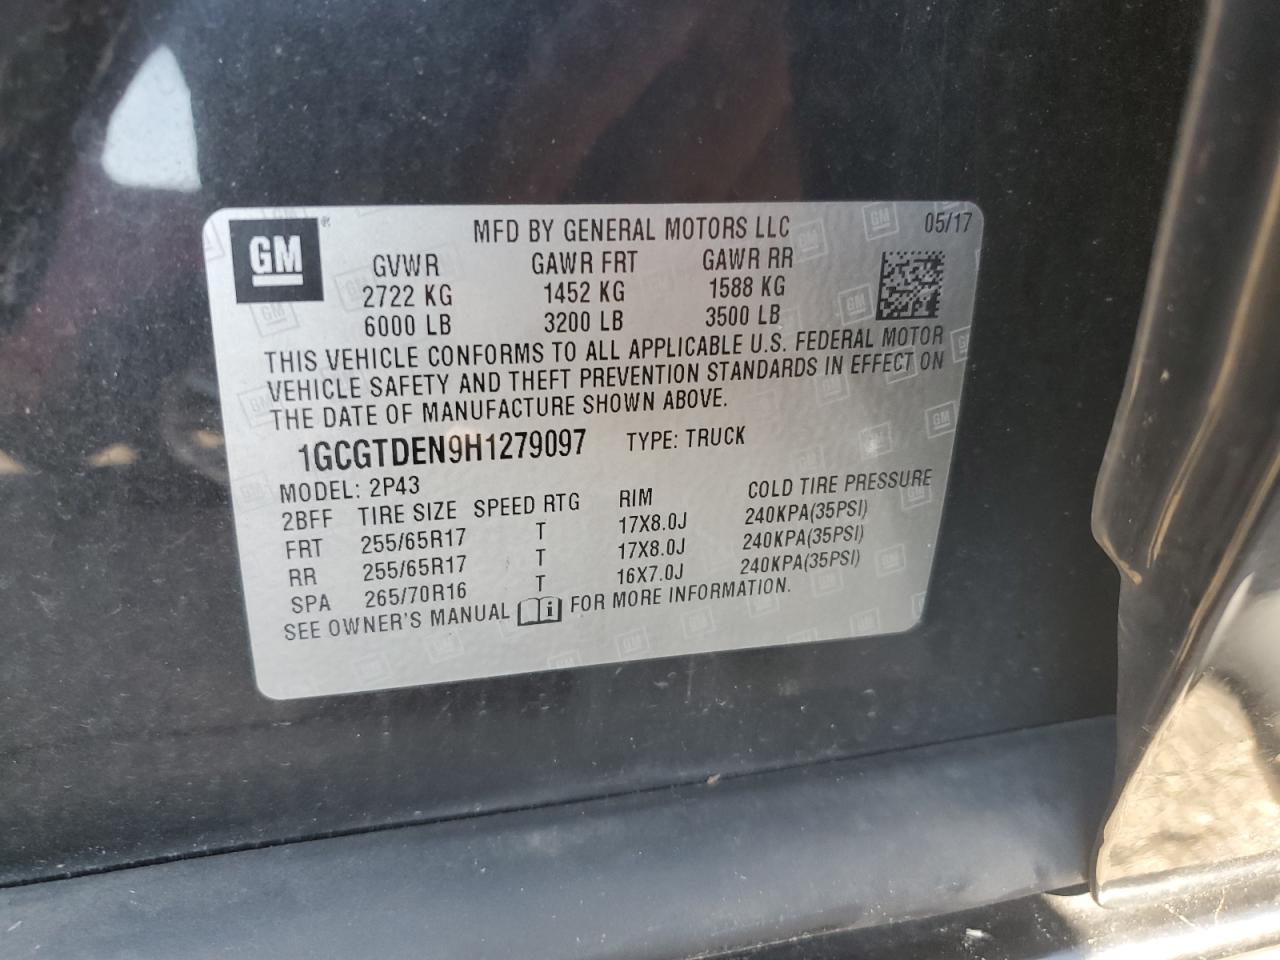 GM ®
MFD BY GENERAL MOTORS LLC 05/17
GVWR GAWR FRT GAWR RR
2722 KG 1452 KG 1588 KG
6000 LB 3200 LB 3500 LB
THIS VEHICLE CONFORMS TO ALL APPLICABLE U.S. FEDERAL MOTOR
VEHICLE SAFETY AND THEFT PREVENTION STANDARDS IN EFFECT ON
THE DATE OF MANUFACTURE SHOWN ABOVE.
1GCGTDEN9H1279097 TYPE: TRUCK
MODEL: 2P43
2BFF TIRE SIZE SPEED RTG RIM COLD TIRE PRESSURE
FRT 255/65R17 T 17X8.0J 240KPA(35PSI)
RR 255/65R17 T 17X8.0J 240KPA(35PSI)
SPA 265/70R16 T 16X7.0J 240KPA(35PSI)
SEE OWNER'S MANUAL i FOR MORE INFORMATION.